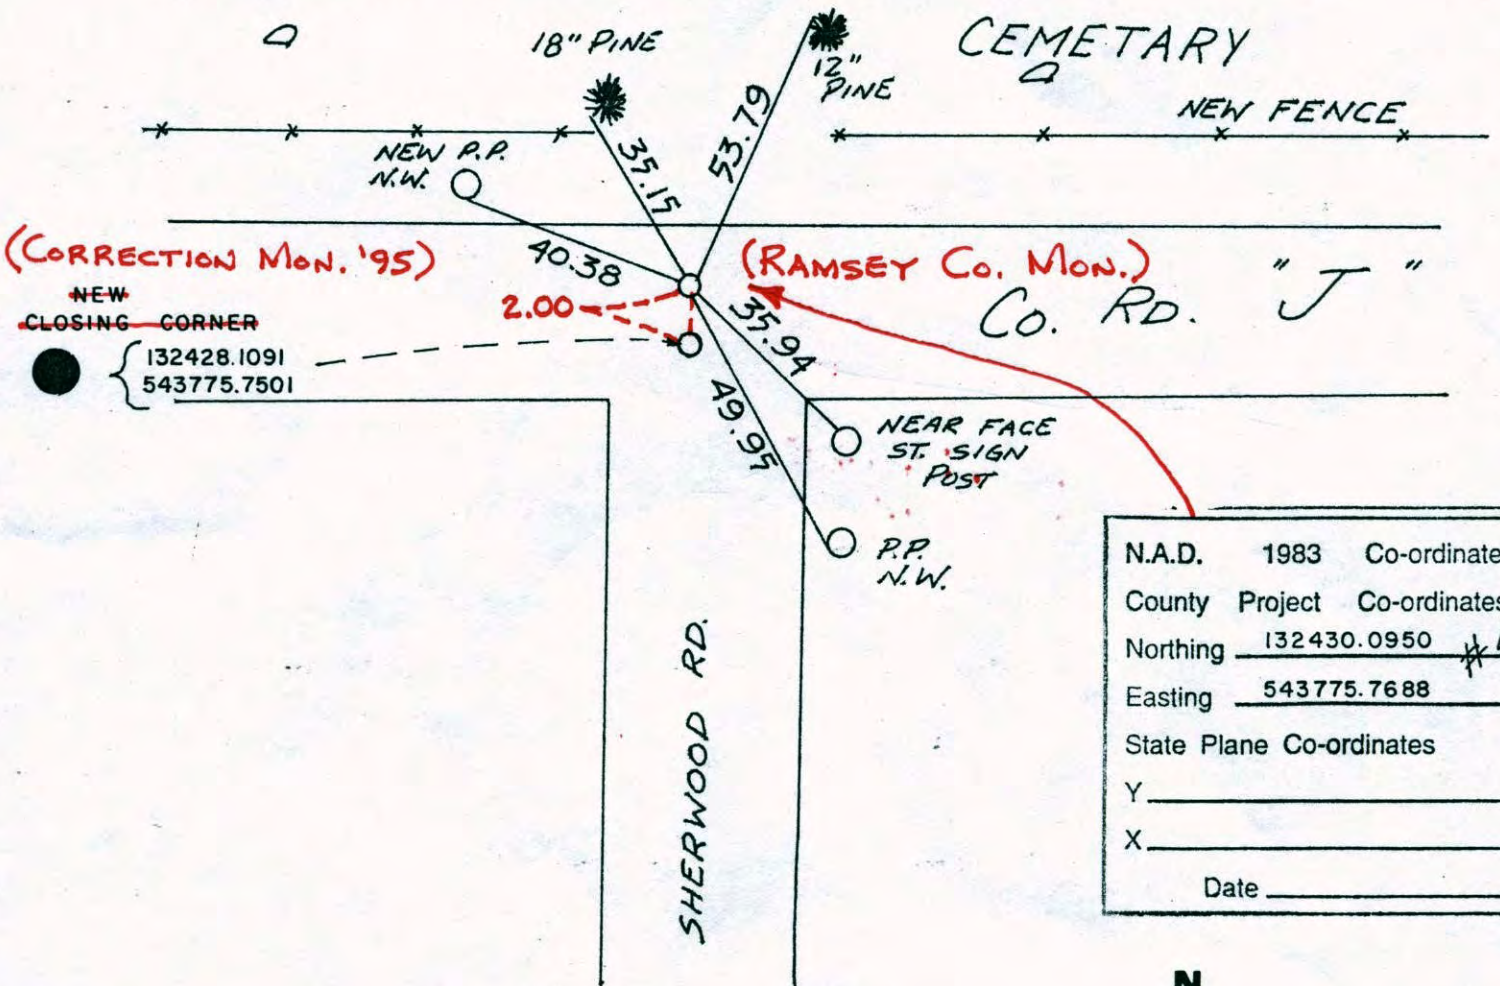 18" PINE
12"
PINE
CEMETARY
NEW FENCE
53.79
35.15
NEW P.P.
N.W.
40.38
(CORRECTION MON. '95)
NEW
CLOSING CORNER
132428.1091
543775.7501
2.00
(RAMSEY CO. MON.)
CO. RD. "J"
35.94
49.95
NEAR FACE
ST. SIGN
POST
P.P.
N.W.
SHERWOOD RD.
N.A.D. 1983 Co-ordinate
County Project Co-ordinates
Northing 132430.0950 #
Easting 543775.7688
State Plane Co-ordinates
Y
X
Date
N